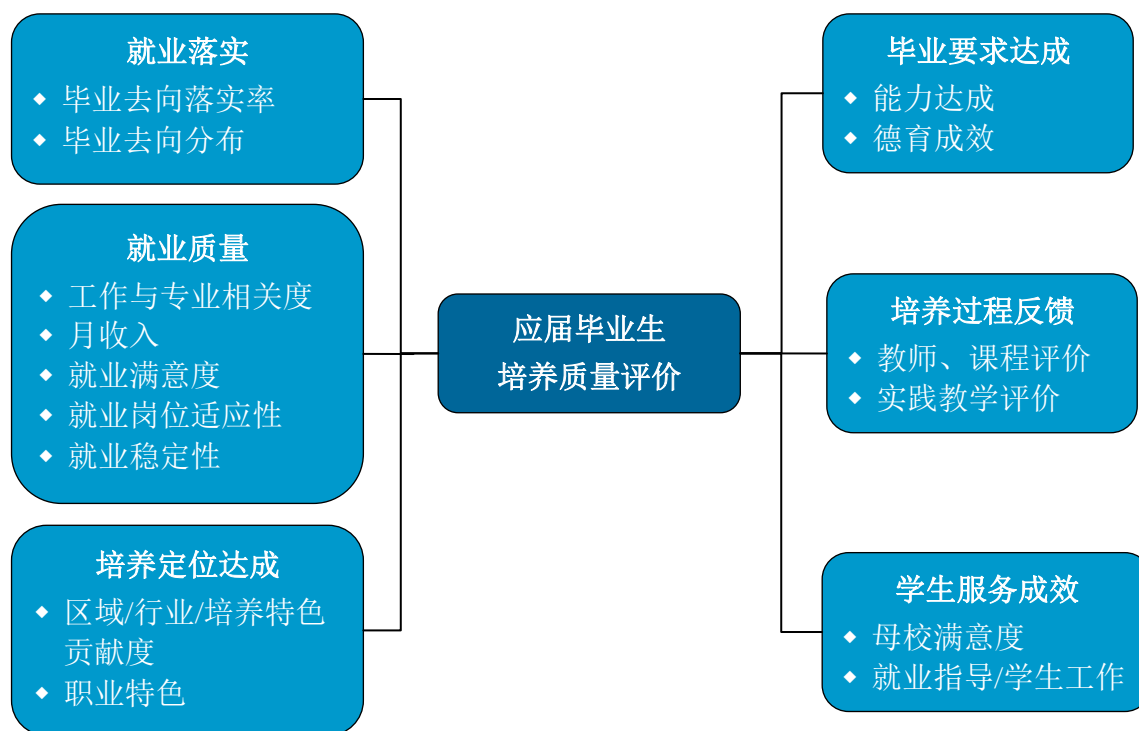 就业落实
毕业去向落实率
毕业去向分布
就业质量
工作与专业相关度
月收入
就业满意度
就业岗位适应性
就业稳定性
培养定位达成
区域/行业/培养特色
贡献度
职业特色
应届毕业生
培养质量评价
毕业要求达成
能力达成
德育成效
培养过程反馈
教师、课程评价
实践教学评价
学生服务成效
母校满意度
就业指导/学生工作